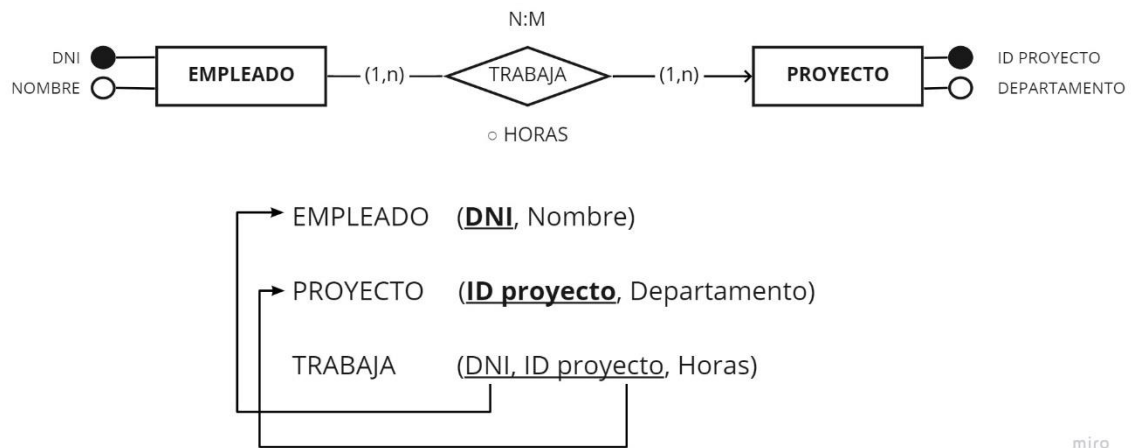 N:M
DNI
NOMBRE
EMPLEADO
(1,n)
TRABAJA
(1,n)
PROYECTO
ID PROYECTO
DEPARTAMENTO
○ HORAS
EMPLEADO (DNI, Nombre)
PROYECTO (ID proyecto, Departamento)
TRABAJA (DNI, ID proyecto, Horas)
miro